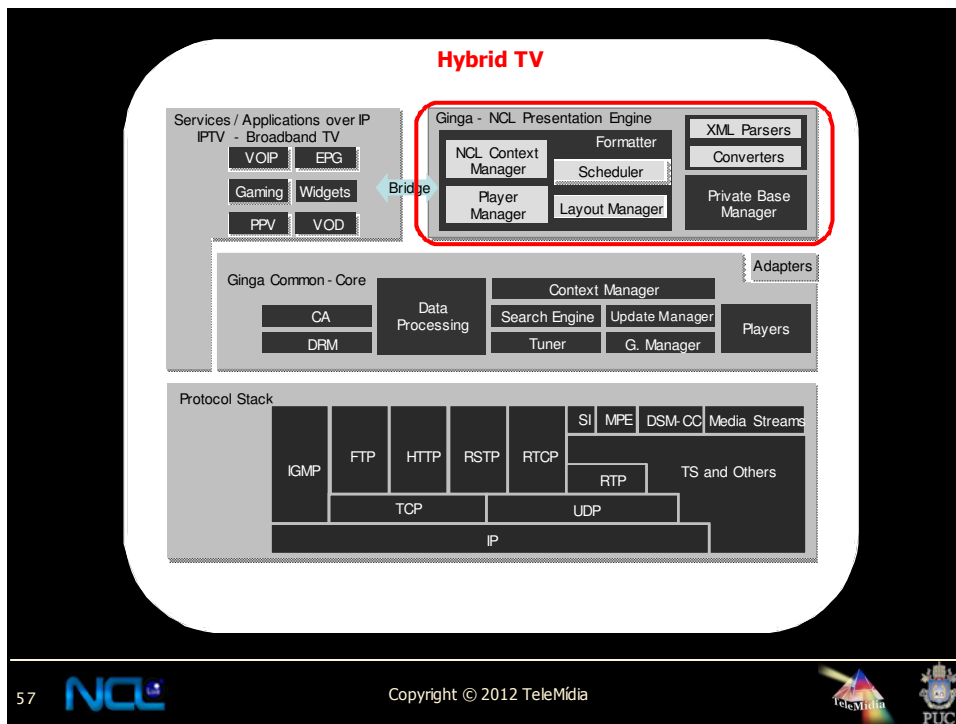 Hybrid TV
Services / Applications over IP
IPTV - Broadband TV
VOIP
EPG
Gaming
Widgets
PPV
VOD
Bridge
Ginga - NCL Presentation Engine
Formatter
NCL Context
Manager
Scheduler
Player
Manager
Layout Manager
XML Parsers
Converters
Private Base
Manager
Adapters
Ginga Common - Core
CA
DRM
Data
Processing
Context Manager
Search Engine
Update Manager
Tuner
G. Manager
Players
Protocol Stack
IGMP
FTP
HTTP
RSTP
RTCP
SI
MPE
DSM-CC
Media Streams
RTP
TS and Others
TCP
UDP
IP
57
NCL
Copyright © 2012 TeleMídia
TeleMídia
PUC